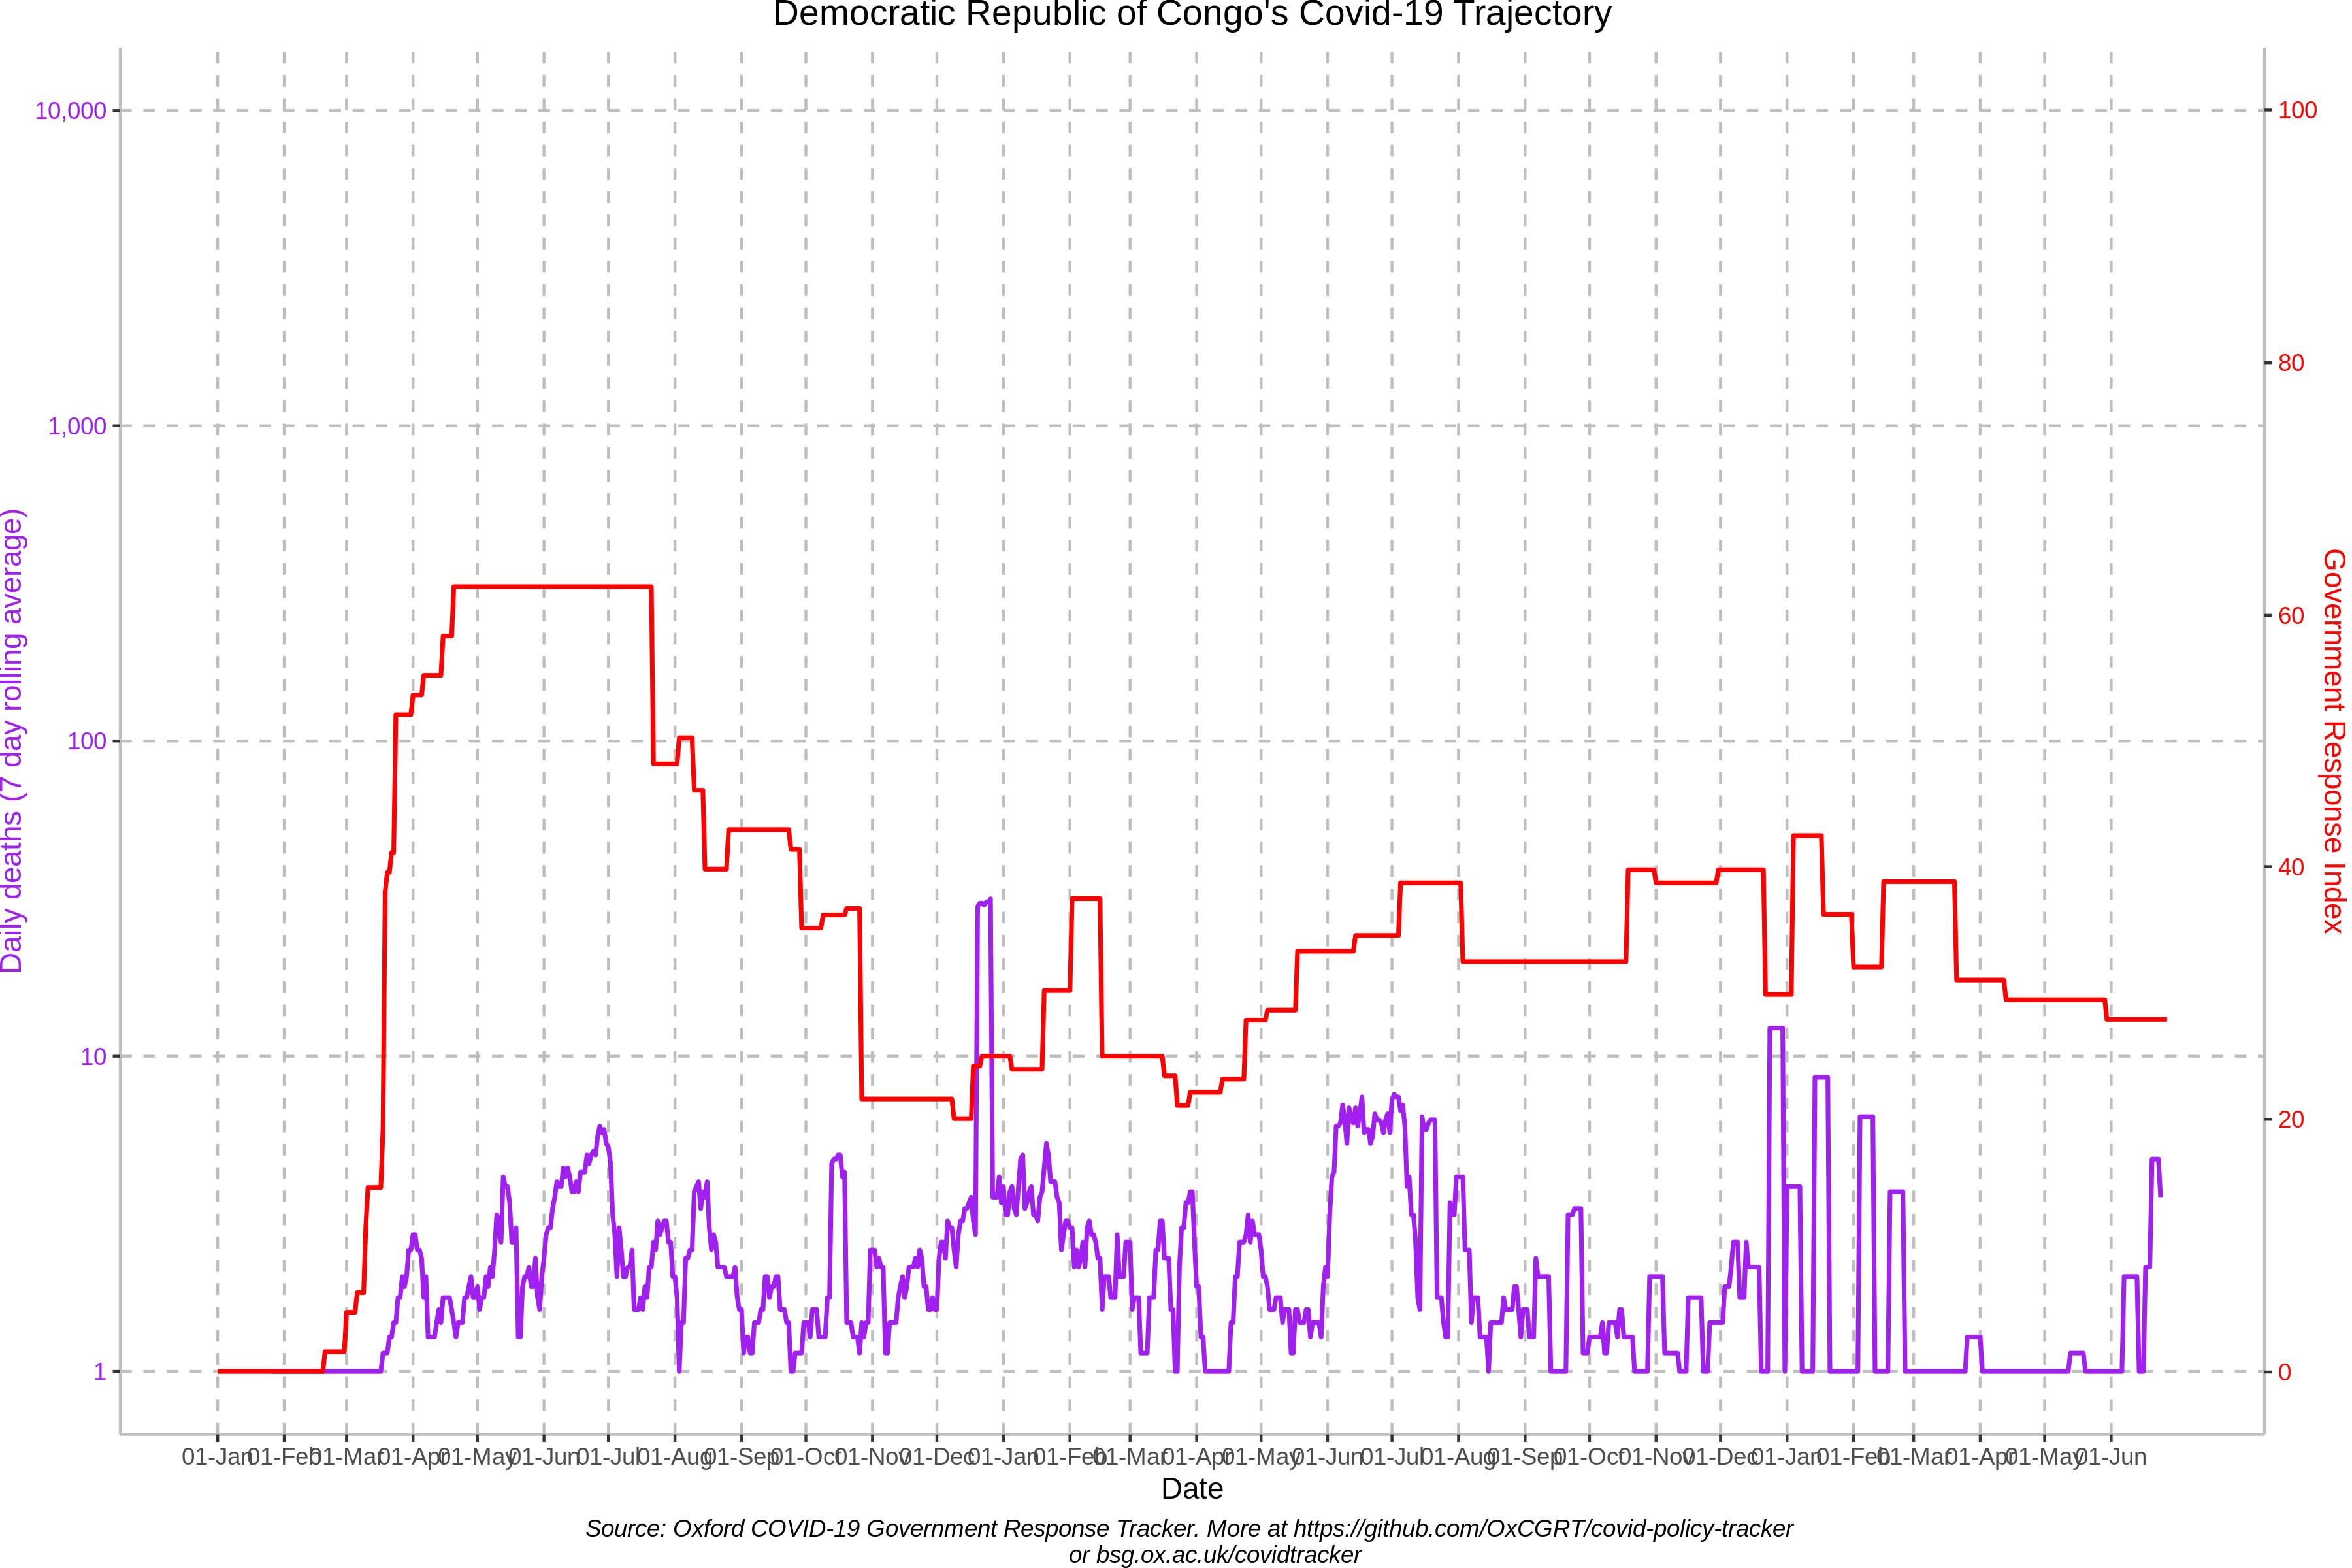 Democratic Republic of Congo's Covid-19 Trajectory
10,000
1,000
100
10
1
Daily deaths (7 day rolling average)
100
80
60
40
20
0
Government Response Index
01-Jan 01-Feb 01-Mar 01-Apr 01-May 01-Jun 01-Jul 01-Aug 01-Sep 01-Oct 01-Nov 01-Dec 01-Jan 01-Feb 01-Mar 01-Apr 01-May 01-Jun 01-Jul 01-Aug 01-Sep 01-Oct 01-Nov 01-Dec 01-Jan 01-Feb 01-Mar 01-Apr 01-May 01-Jun
Date
Source: Oxford COVID-19 Government Response Tracker. More at https://github.com/OxCGRT/covid-policy-tracker
or bsg.ox.ac.uk/covidtracker